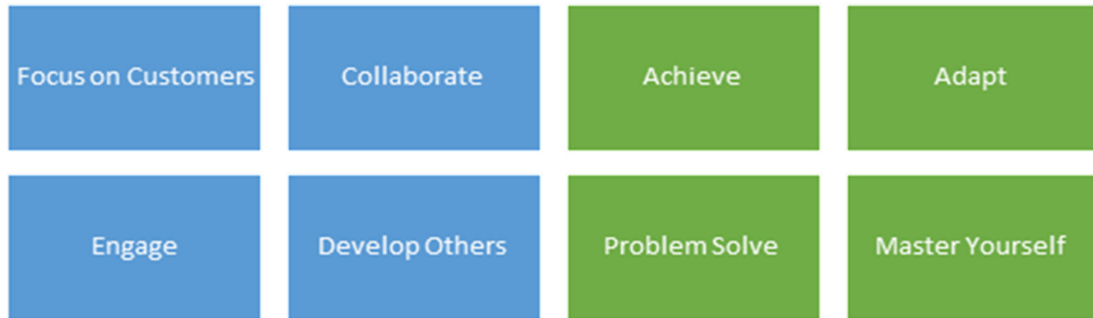 Focus on Customers
Collaborate
Achieve
Adapt
Engage
Develop Others
Problem Solve
Master Yourself